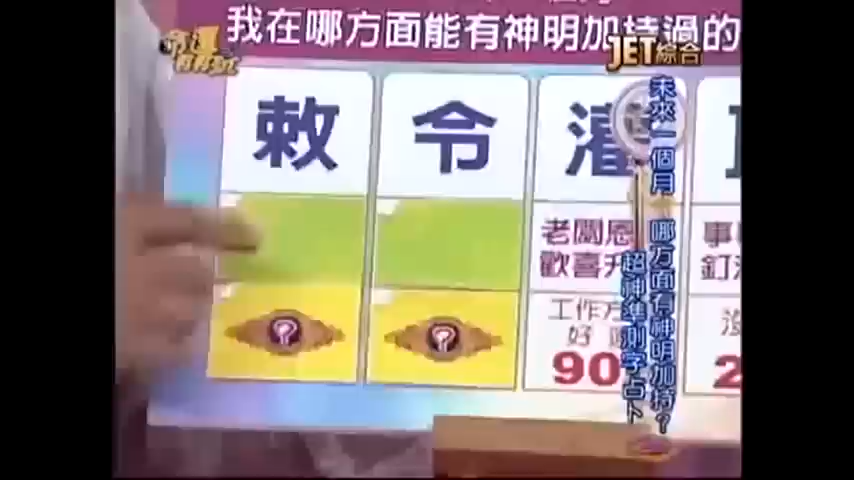 我在哪方面能有神明加持過的
命運好好玩
JET綜合
敕
令
灌
老闆恩
歡喜升
工作方
好
90
事
釘
沒
2
未來一個月 哪方面有神明加持?
超神準測字占卜